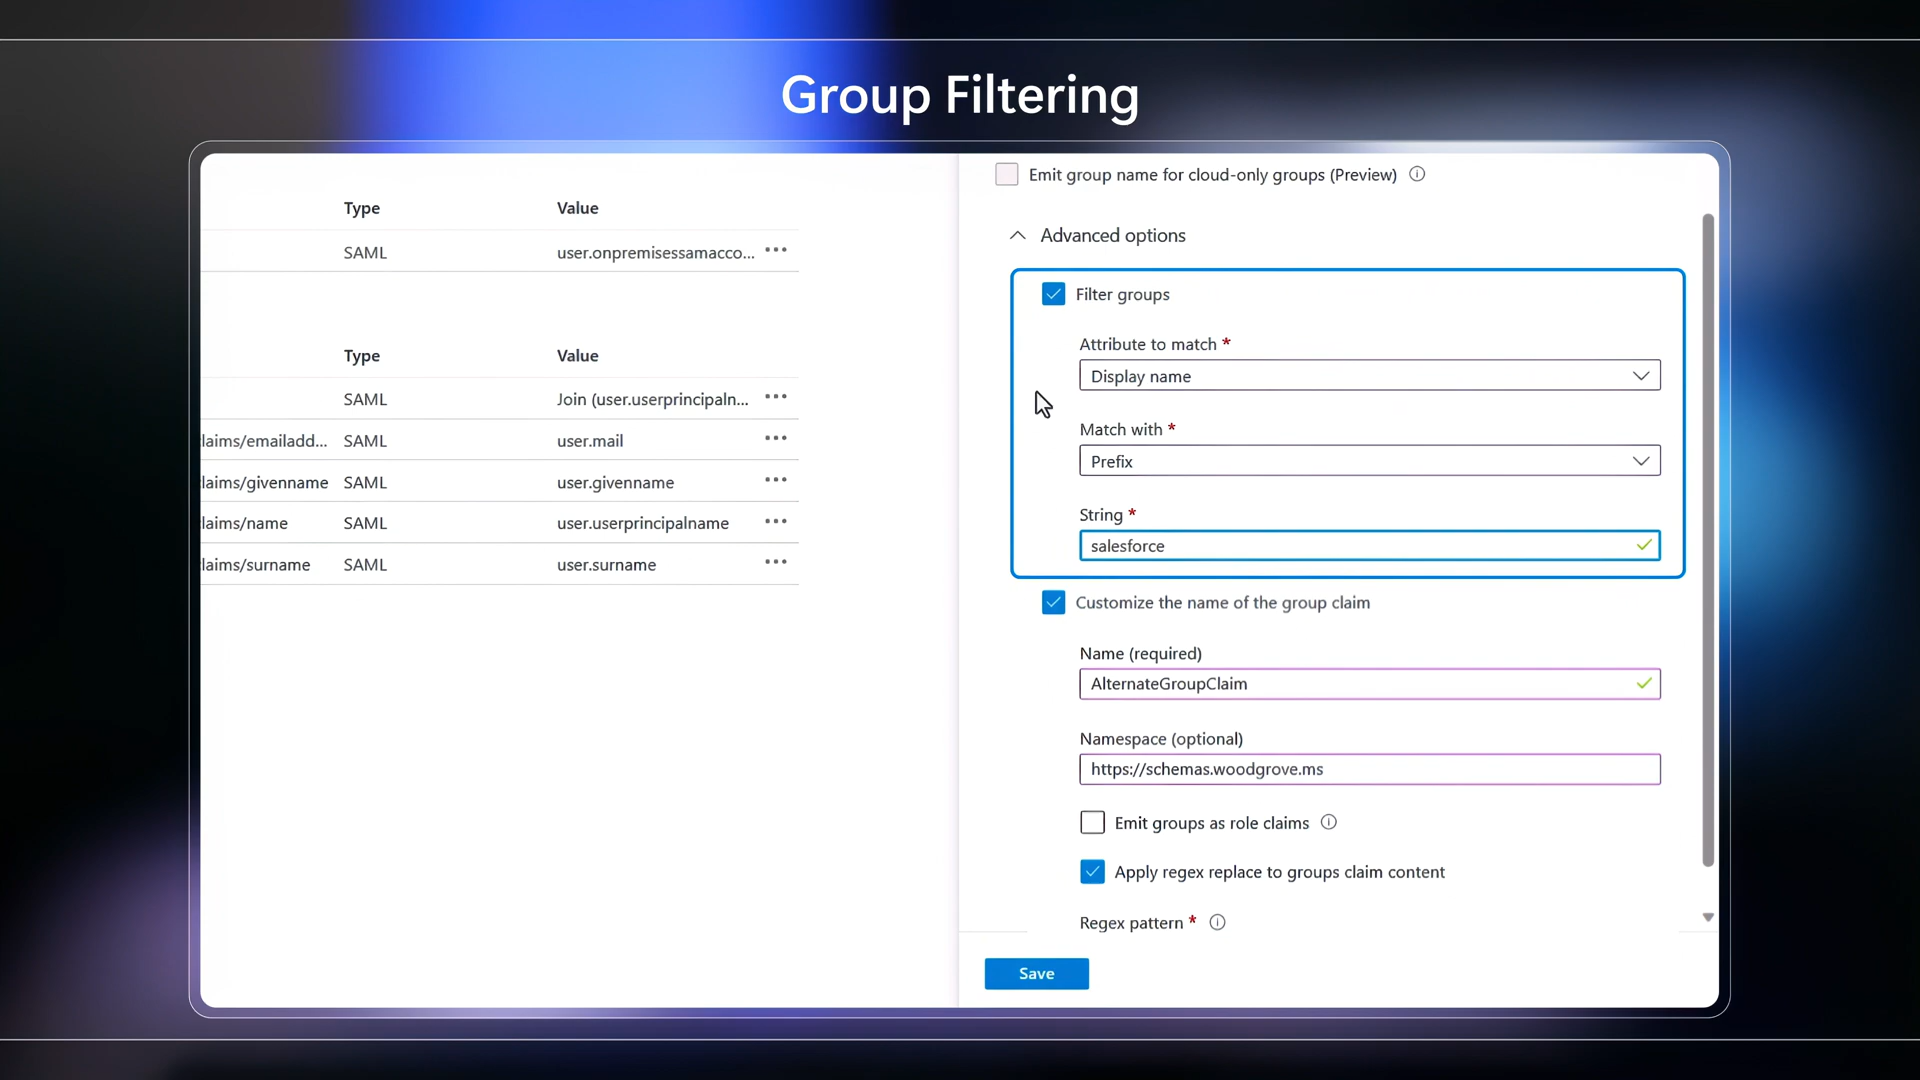 Group Filtering
Type Value
SAML user.onpremisessamacco... •••
Type Value
SAML Join (user.userprincipaln... •••
laims/emailadd... SAML user.mail •••
laims/givenname SAML user.givenname •••
laims/name SAML user.userprincipalname •••
laims/surname SAML user.surname •••
Emit group name for cloud-only groups (Preview)
Advanced options
Filter groups
Attribute to match *
Display name
Match with *
Prefix
String *
salesforce
Customize the name of the group claim
Name (required)
AlternateGroupClaim
Namespace (optional)
https://schemas.woodgrove.ms
Emit groups as role claims
Apply regex replace to groups claim content
Regex pattern *
Save